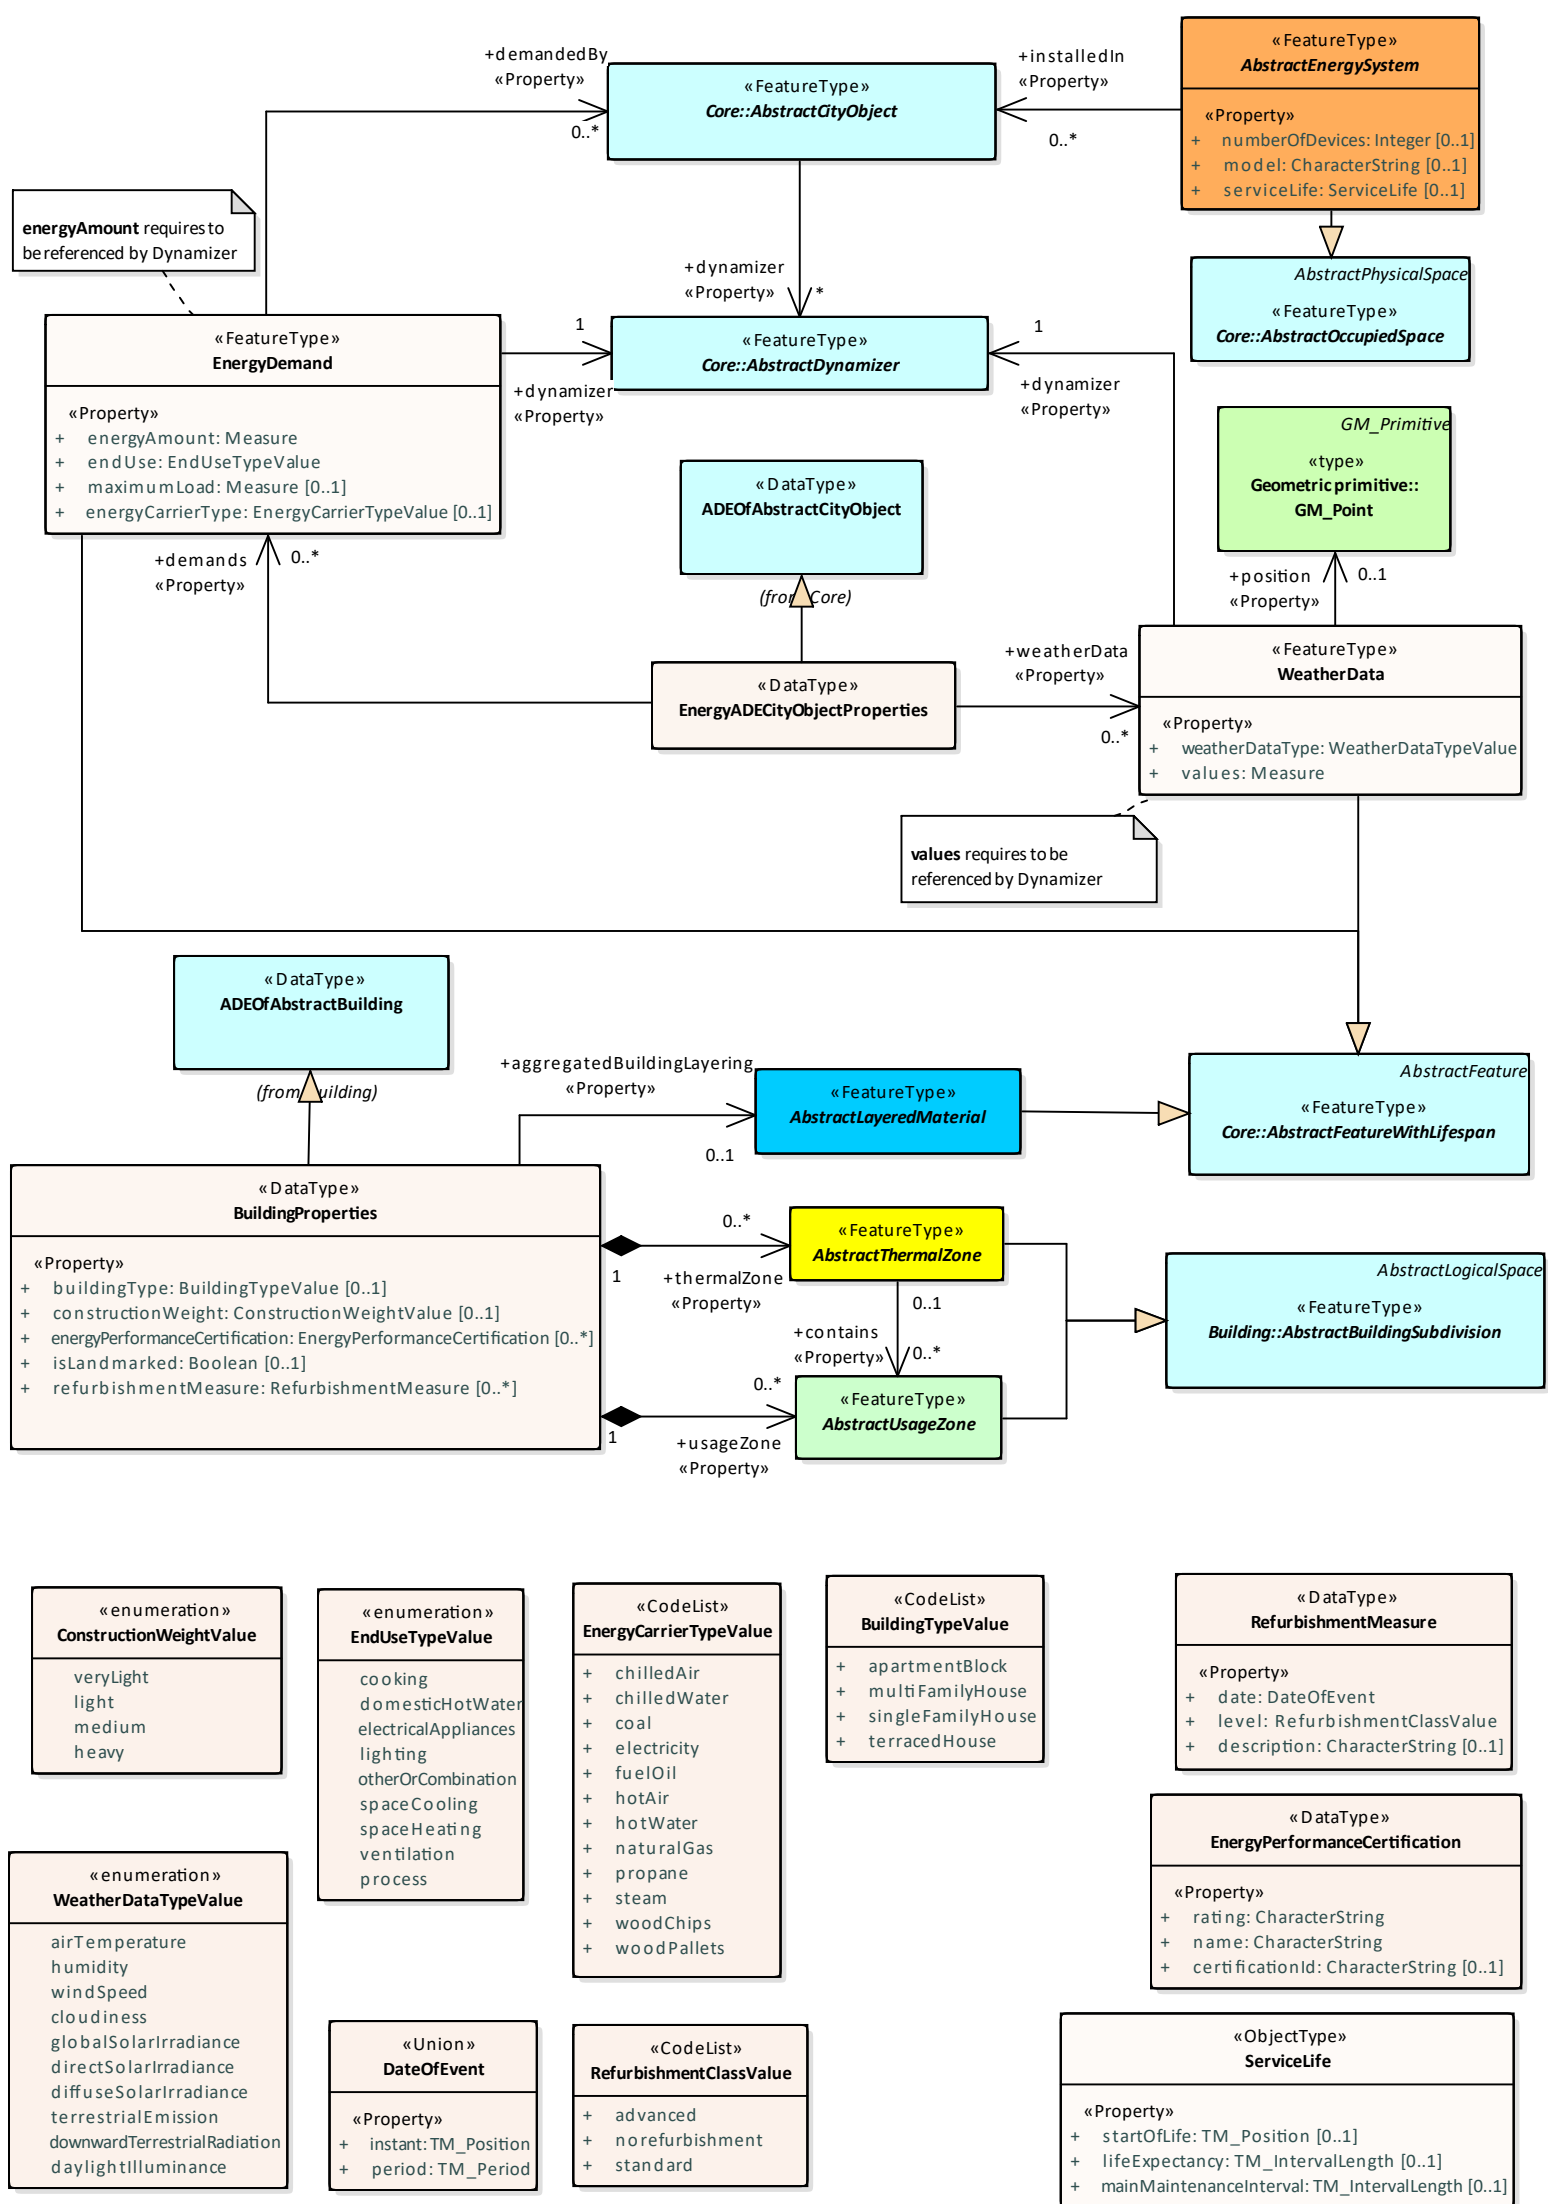 +demandedBy
«Property»
0..*
«FeatureType»
Core::AbstractCityObject
+installedIn
«Property»
0..*
«FeatureType»
AbstractEnergySystem
«Property»
+ numberOfDevices: Integer [0..1]
+ model: CharacterString [0..1]
+ serviceLife: ServiceLife [0..1]
energyAmount requires to
be referenced by Dynamizer
+dynamizer
«Property»
*
AbstractPhysicalSpace
«FeatureType»
Core::AbstractOccupiedSpace
«FeatureType»
EnergyDemand
«Property»
+ energyAmount: Measure
+ endUse: EndUseTypeValue
+ maximumLoad: Measure [0..1]
+ energyCarrierType: EnergyCarrierTypeValue [0..1]
1
+dynamizer
«Property»
«FeatureType»
Core::AbstractDynamizer
1
+dynamizer
«Property»
GM_Primitive
«type»
Geometric primitive::
GM_Point
«DataType»
ADEOfAbstractCityObject
(from Core)
+demands
«Property»
0..*
+position
«Property»
0..1
«DataType»
EnergyADECityObjectProperties
+weatherData
«Property»
0..*
«FeatureType»
WeatherData
«Property»
+ weatherDataType: WeatherDataTypeValue
+ values: Measure
values requires to be
referenced by Dynamizer
«DataType»
ADEOfAbstractBuilding
(from Building)
+aggregatedBuildingLayering
«Property»
0..1
«FeatureType»
AbstractLayeredMaterial
AbstractFeature
«FeatureType»
Core::AbstractFeatureWithLifespan
«DataType»
BuildingProperties
«Property»
+ buildingType: BuildingTypeValue [0..1]
+ constructionWeight: ConstructionWeightValue [0..1]
+ energyPerformanceCertification: EnergyPerformanceCertification [0..*]
+ isLandmarked: Boolean [0..1]
+ refurbishmentMeasure: RefurbishmentMeasure [0..*]
0..*
1
+thermalZone
«Property»
«FeatureType»
AbstractThermalZone
0..1
+contains
«Property»
0..*
0..*
1
+usageZone
«Property»
«FeatureType»
AbstractUsageZone
AbstractLogicalSpace
«FeatureType»
Building::AbstractBuildingSubdivision
«enumeration»
ConstructionWeightValue
veryLight
light
medium
heavy
«enumeration»
EndUseTypeValue
cooking
domesticHotWater
electricalAppliances
lighting
otherOrCombination
spaceCooling
spaceHeating
ventilation
process
«CodeList»
EnergyCarrierTypeValue
+ chilledAir
+ chilledWater
+ coal
+ electricity
+ fuelOil
+ hotAir
+ hotWater
+ naturalGas
+ propane
+ steam
+ woodChips
+ woodPallets
«CodeList»
BuildingTypeValue
+ apartmentBlock
+ multiFamilyHouse
+ singleFamilyHouse
+ terracedHouse
«DataType»
RefurbishmentMeasure
«Property»
+ date: DateOfEvent
+ level: RefurbishmentClassValue
+ description: CharacterString [0..1]
«DataType»
EnergyPerformanceCertification
«Property»
+ rating: CharacterString
+ name: CharacterString
+ certificationId: CharacterString [0..1]
«enumeration»
WeatherDataTypeValue
airTemperature
humidity
windSpeed
cloudiness
globalSolarIrradiance
directSolarIrradiance
diffuseSolarIrradiance
terrestrialEmission
downwardTerrestrialRadiation
daylightIlluminance
«Union»
DateOfEvent
«Property»
+ instant: TM_Position
+ period: TM_Period
«CodeList»
RefurbishmentClassValue
+ advanced
+ norefurbishment
+ standard
«ObjectType»
ServiceLife
«Property»
+ startOfLife: TM_Position [0..1]
+ lifeExpectancy: TM_IntervalLength [0..1]
+ mainMaintenanceInterval: TM_IntervalLength [0..1]